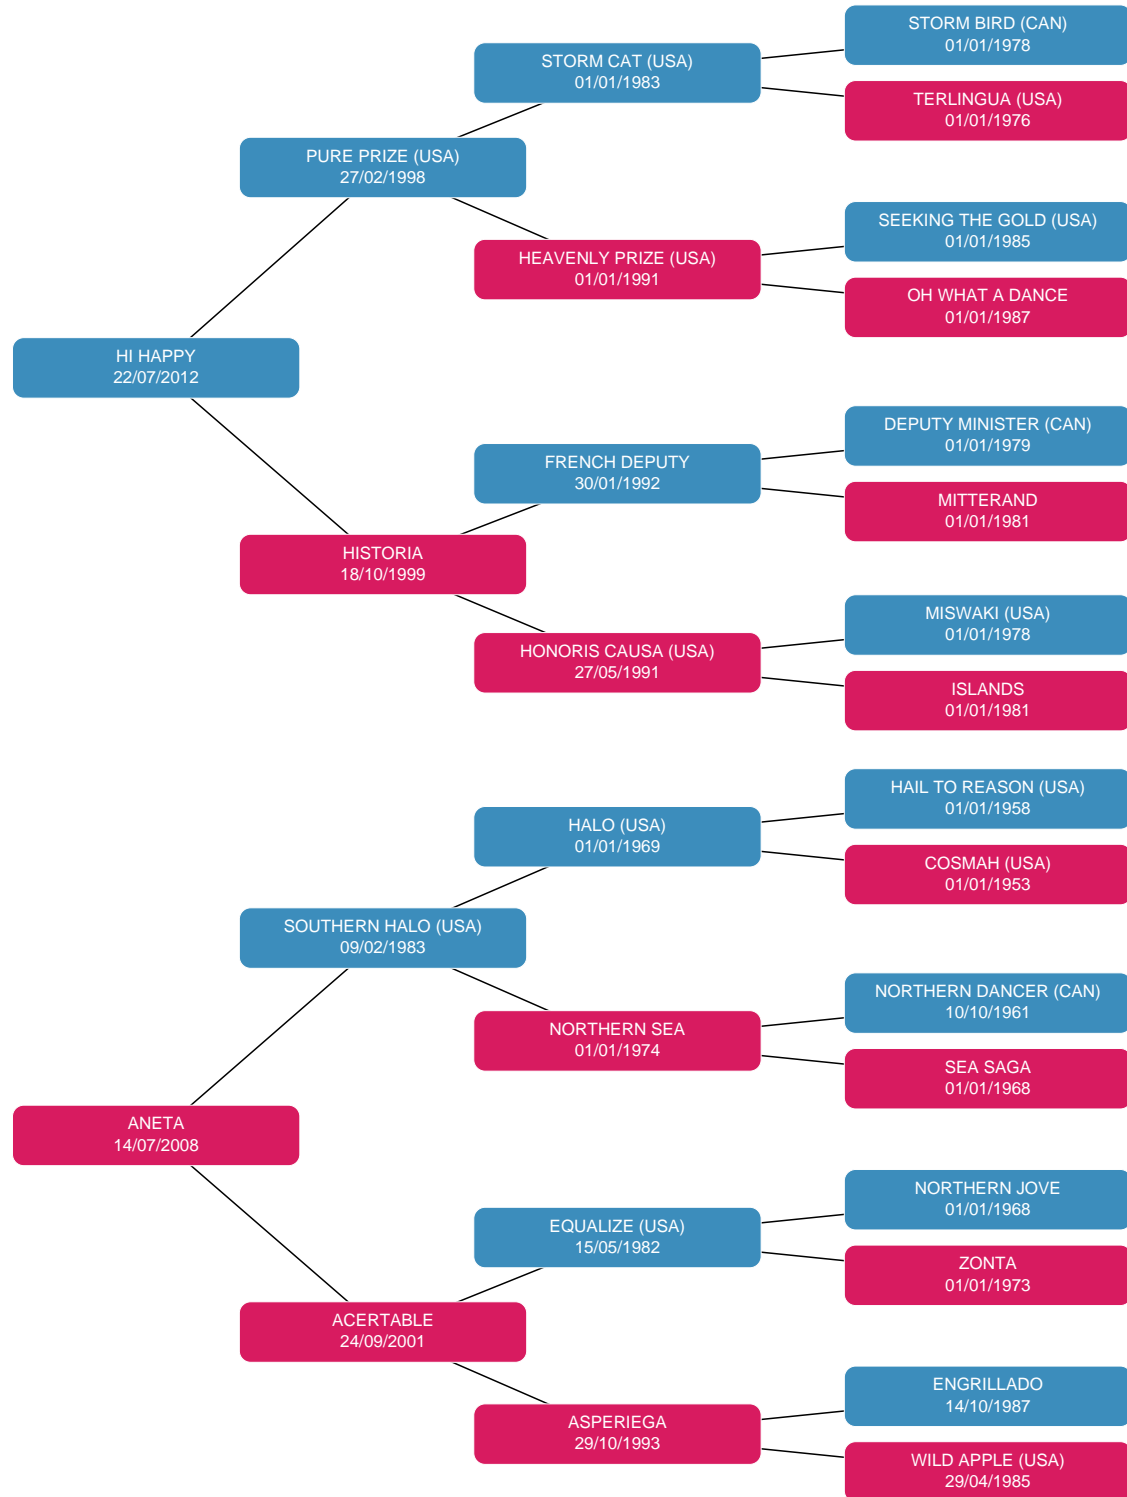 STORM BIRD (CAN)
01/01/1978
STORM CAT (USA)
01/01/1983
TERLINGUA (USA)
01/01/1976
PURE PRIZE (USA)
27/02/1998
SEEKING THE GOLD (USA)
01/01/1985
HEAVENLY PRIZE (USA)
01/01/1991
OH WHAT A DANCE
01/01/1987
HI HAPPY
22/07/2012
DEPUTY MINISTER (CAN)
01/01/1979
FRENCH DEPUTY
30/01/1992
MITTERAND
01/01/1981
HISTORIA
18/10/1999
MISWAKI (USA)
01/01/1978
HONORIS CAUSA (USA)
27/05/1991
ISLANDS
01/01/1981
HAIL TO REASON (USA)
01/01/1958
HALO (USA)
01/01/1969
COSMAH (USA)
01/01/1953
SOUTHERN HALO (USA)
09/02/1983
NORTHERN DANCER (CAN)
10/10/1961
NORTHERN SEA
01/01/1974
SEA SAGA
01/01/1968
ANETA
14/07/2008
NORTHERN JOVE
01/01/1968
EQUALIZE (USA)
15/05/1982
ZONTA
01/01/1973
ACERTABLE
24/09/2001
ENGRILLADO
14/10/1987
ASPERIEGA
29/10/1993
WILD APPLE (USA)
29/04/1985